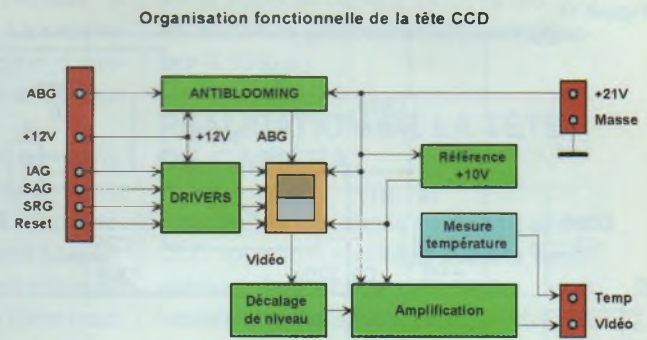 Organisation fonctionnelle de la tête CCD
ABG
ANTIBLOOMING
+21V
Masse
+12V
+12V
ABG
IAG
SAG
SRG
Reset
DRIVERS
Référence
+10V
Mesure
température
Vidéo
Décalage
de niveau
Amplification
Temp
Vidéo